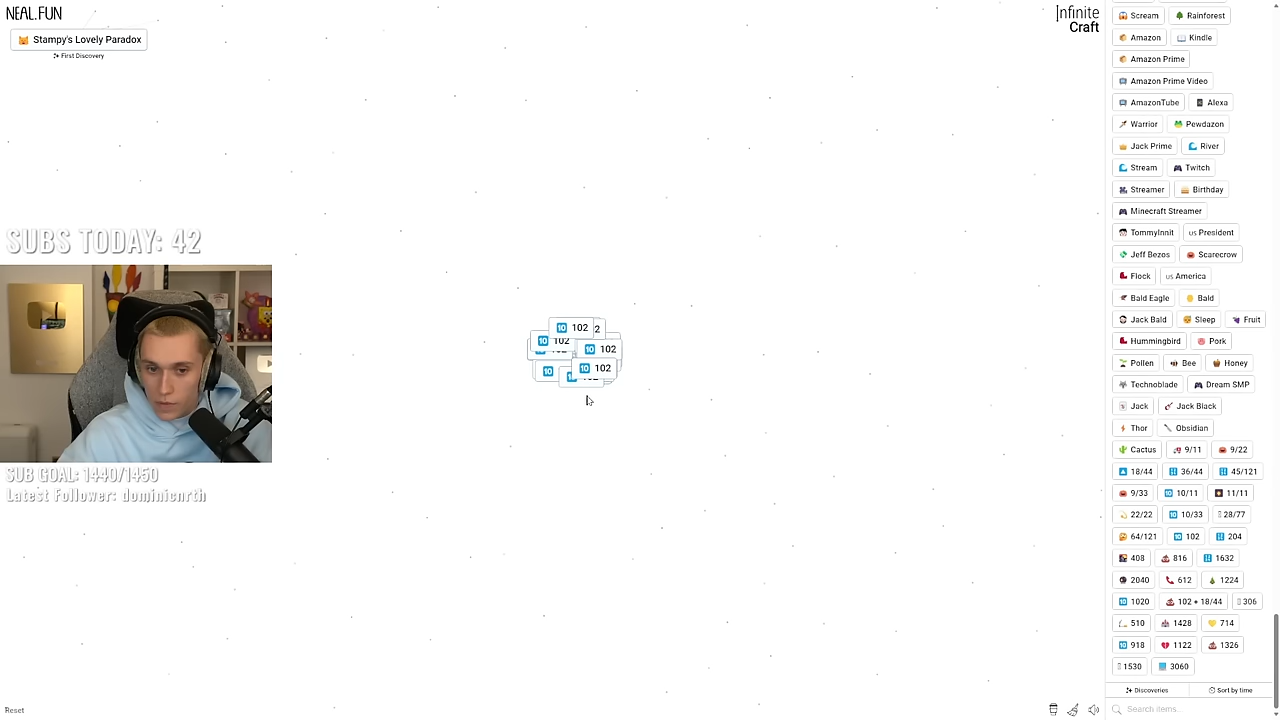 NEAL.FUN
Stampy's Lovely Paradox
First Discovery
Infinite
Craft
SUBS TODAY: 42
SUB GOAL: 1440/1450
Latest Follower: dominicnrth
102 2
102
102
102
Reset
Scream Rainforest
Amazon Kindle
Amazon Prime
Amazon Prime Video
AmazonTube Alexa
Warrior Pewdazon
Jack Prime River
Stream Twitch
Streamer Birthday
Minecraft Streamer
TommyInnit US President
Jeff Bezos Scarecrow
Flock US America
Bald Eagle Bald
Jack Bald Sleep Fruit
Hummingbird Pork
Pollen Bee Honey
Technoblade Dream SMP
Jack Jack Black
Thor Obsidian
Cactus 9/11 9/22
18/44 36/44 45/121
9/33 10/11 11/11
22/22 10/33 28/77
64/121 102 204
408 816 1632
2040 612 1224
1020 102 + 18/44 306
510 1428 714
918 1122 1326
1530 3060
Discoveries Sort by time
Search items...